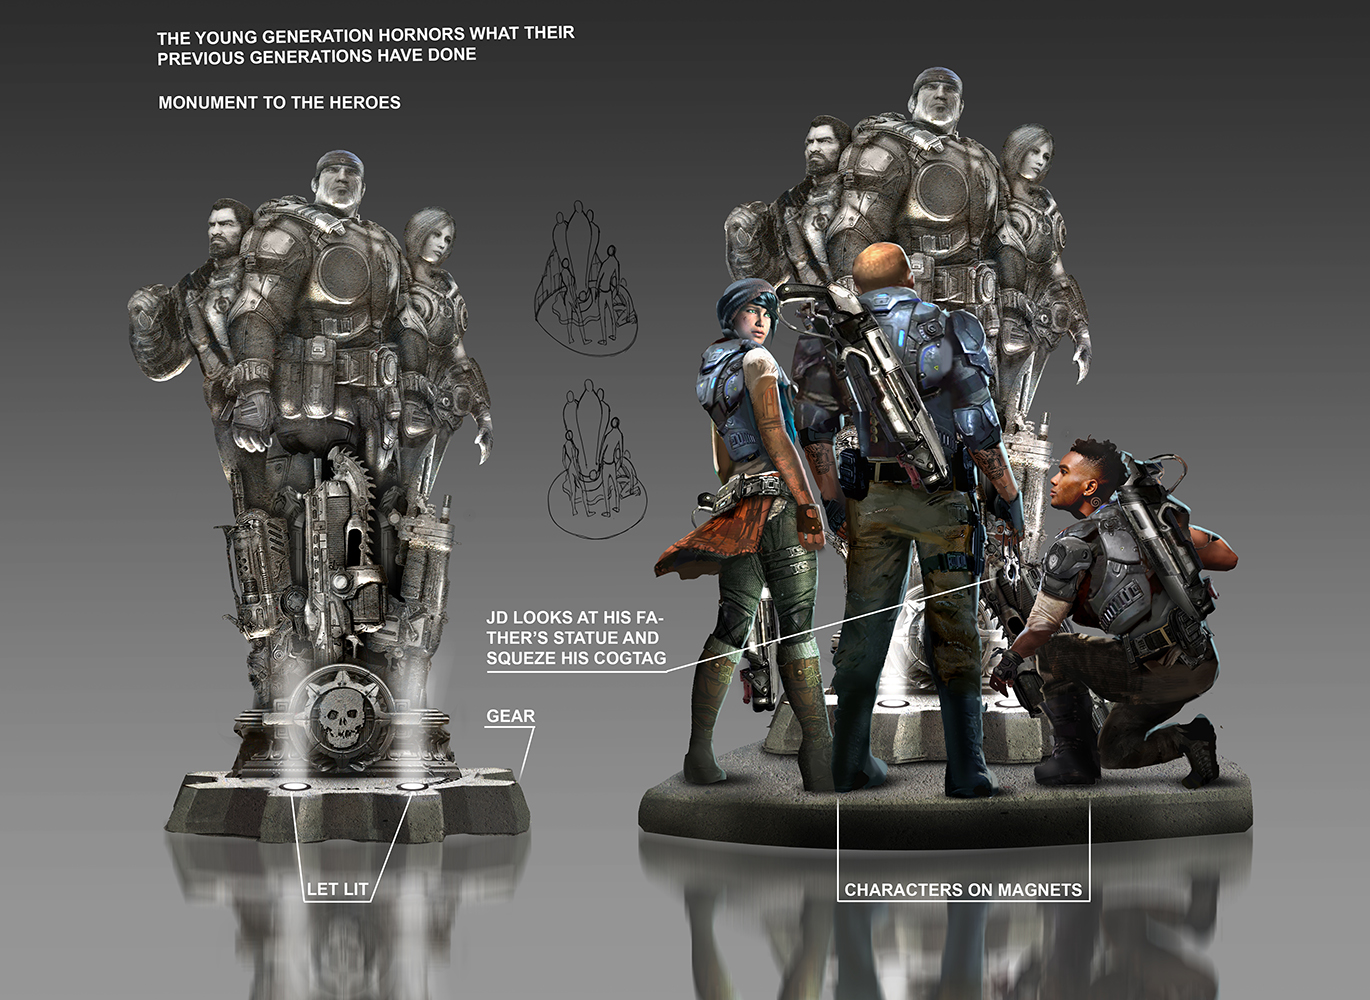 THE YOUNG GENERATION HORNORS WHAT THEIR
PREVIOUS GENERATIONS HAVE DONE
MONUMENT TO THE HEROES
JD LOOKS AT HIS FA-
THER'S STATUE AND
SQUEZE HIS COGTAG
GEAR
LET LIT
CHARACTERS ON MAGNETS